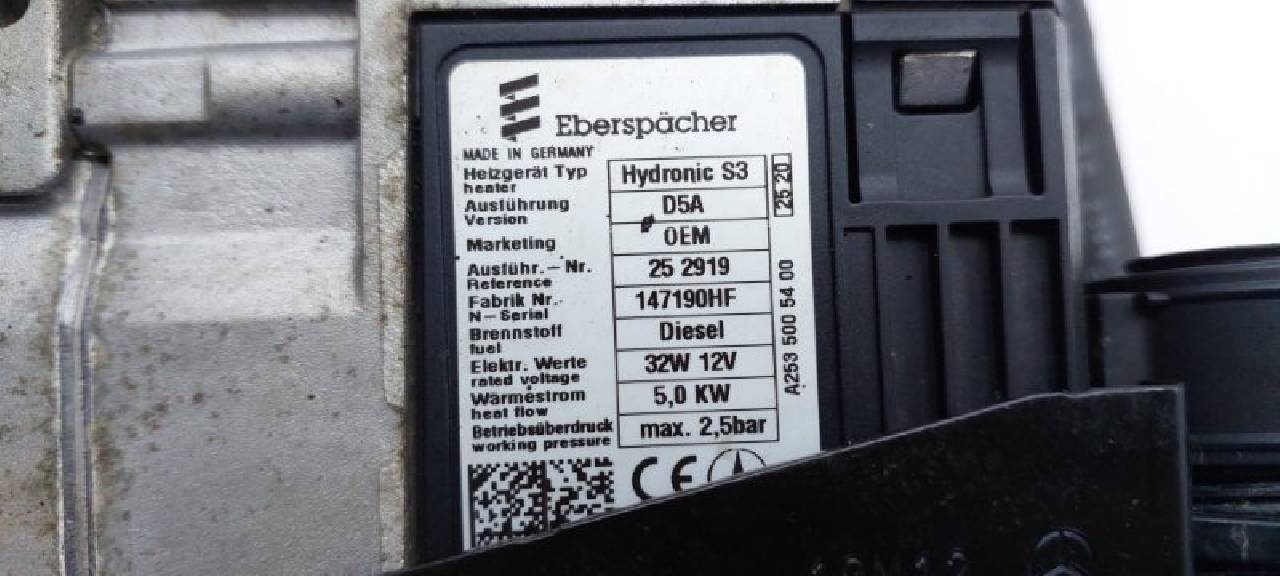 Eberspächer
MADE IN GERMANY
Heizgerät Typ
heater
Hydronic S3
25 20
Ausführung
Version
D5A
Marketing
OEM
Ausführ.-Nr.
Reference
25 2919
Fabrik Nr.
N-Serial
147190HF
Brennstoff
fuel
Diesel
Elektr. Werte
rated voltage
32W 12V
Wärmestrom
heat flow
5,0 KW
Betriebsüberdruck
working pressure
max. 2,5bar
A253 500 54 00
CE